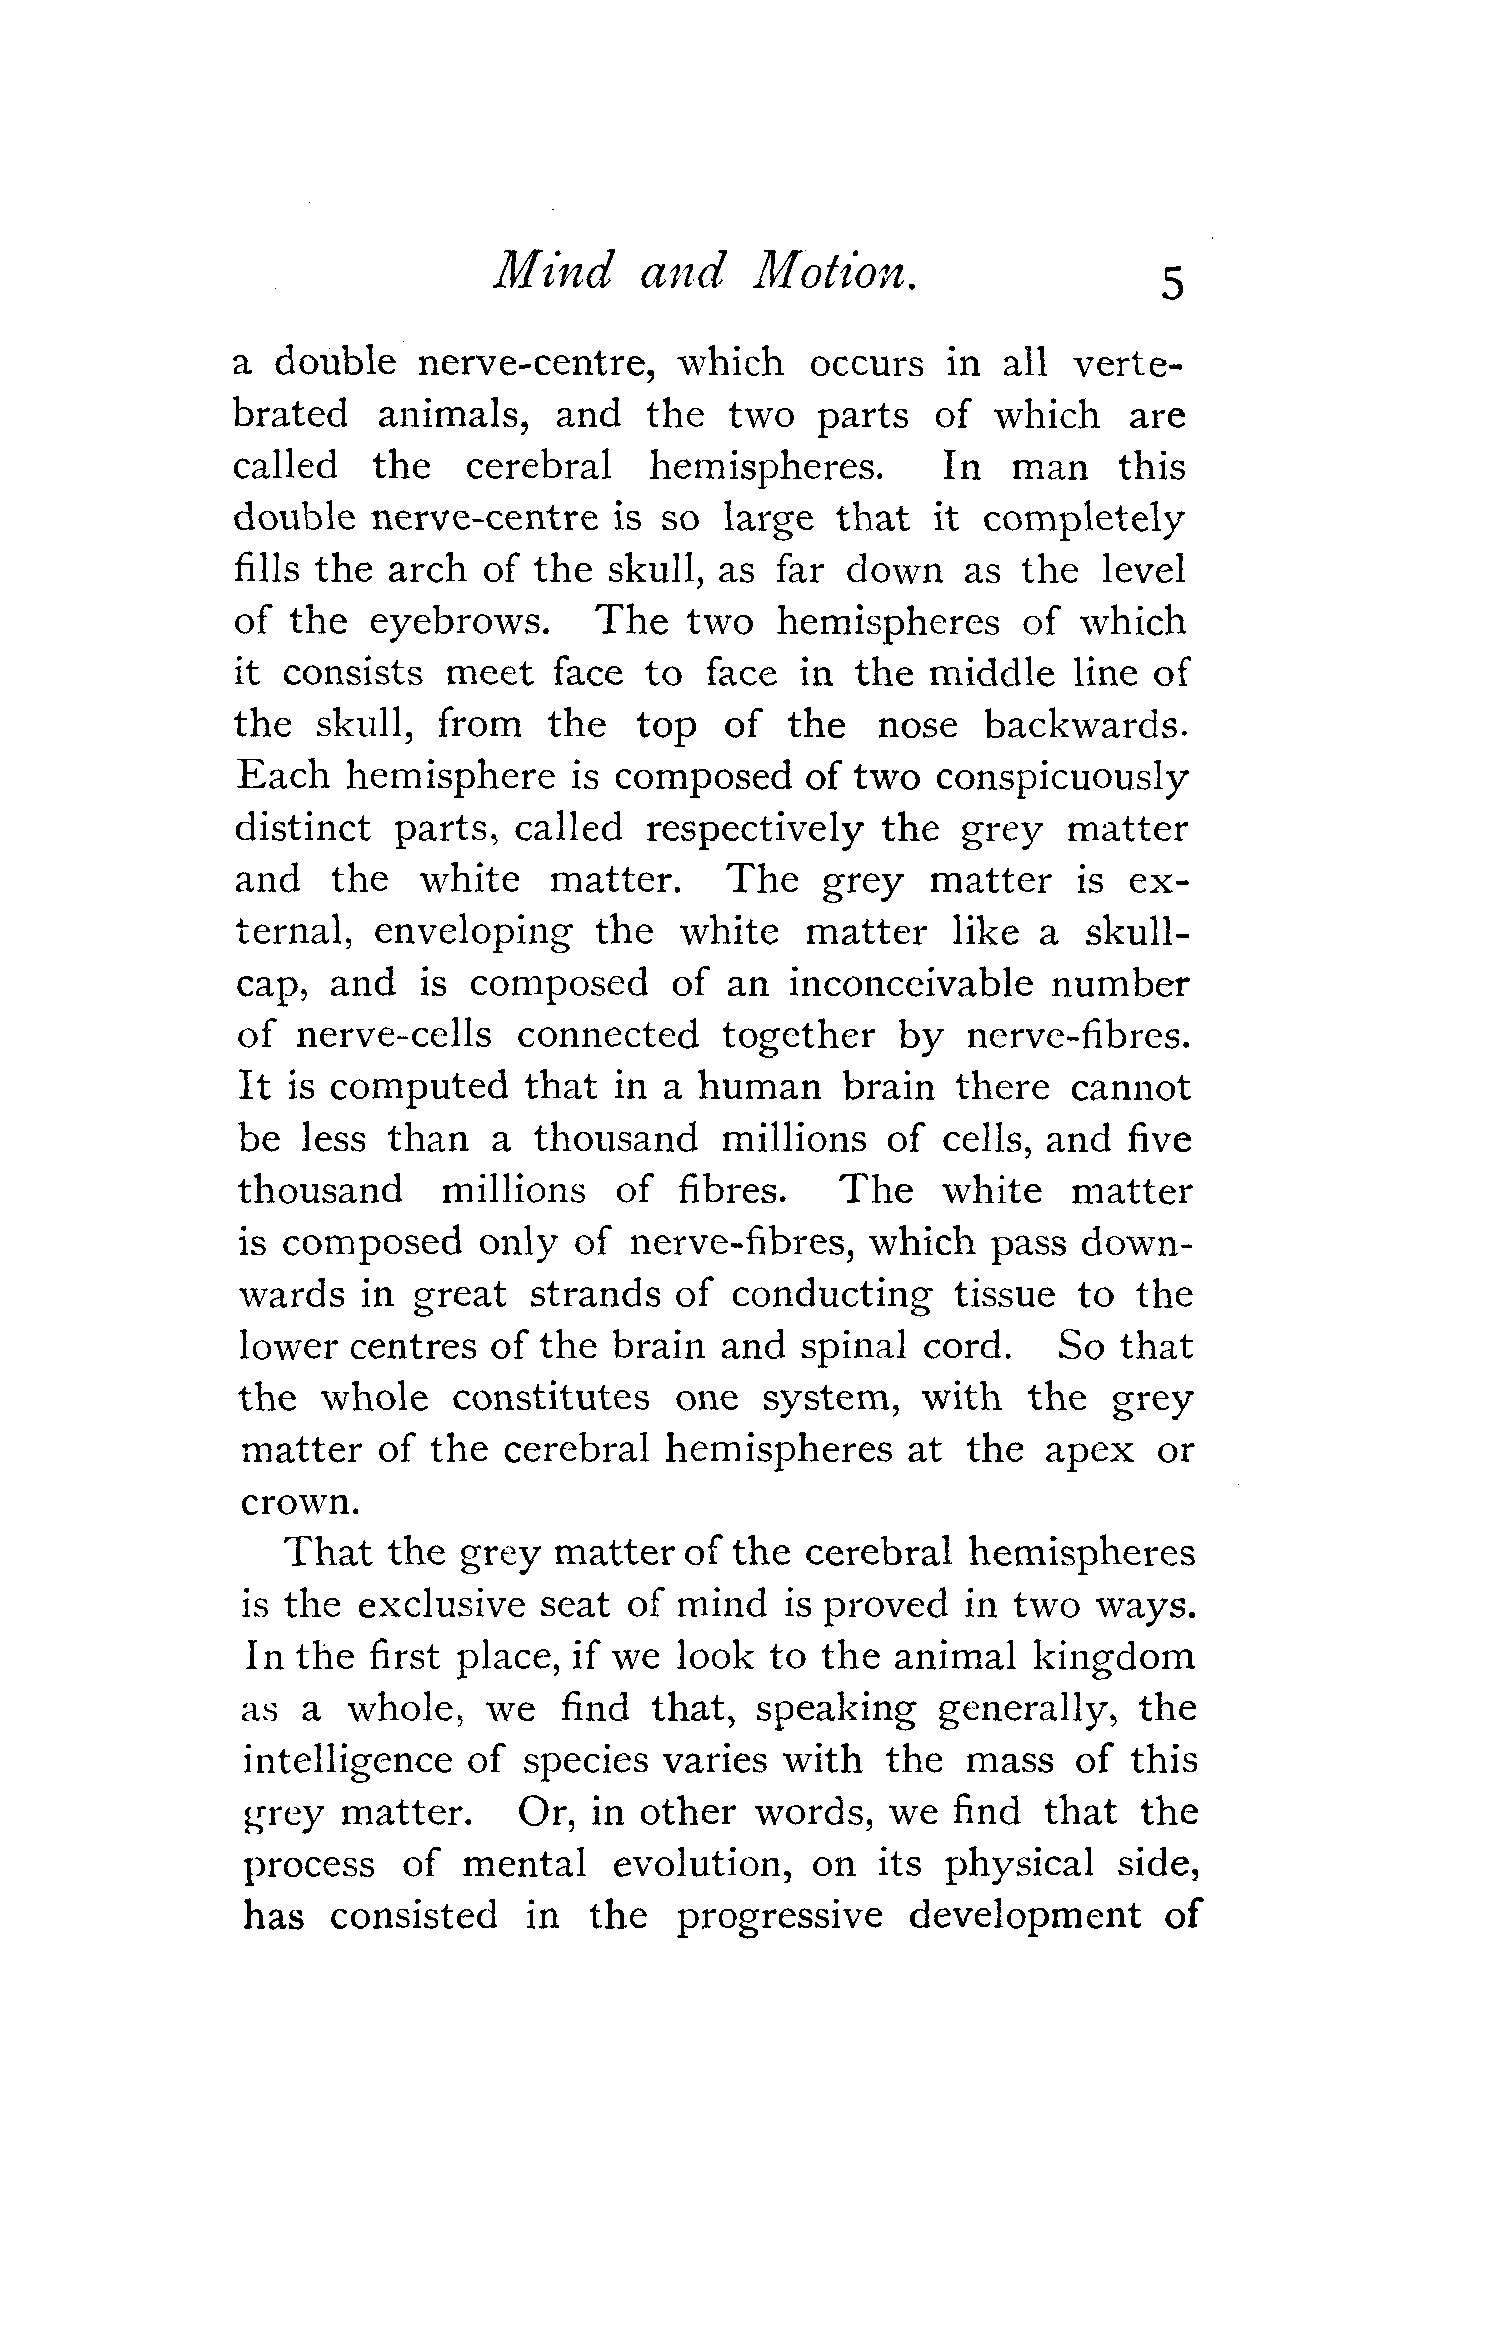 Mind and Motion. 5
a double nerve-centre, which occurs in all verte-
brated animals, and the two parts of which are
called the cerebral hemispheres. In man this
double nerve-centre is so large that it completely
fills the arch of the skull, as far down as the level
of the eyebrows. The two hemispheres of which
it consists meet face to face in the middle line of
the skull, from the top of the nose backwards.
Each hemisphere is composed of two conspicuously
distinct parts, called respectively the grey matter
and the white matter. The grey matter is ex-
ternal, enveloping the white matter like a skull-
cap, and is composed of an inconceivable number
of nerve-cells connected together by nerve-fibres.
It is computed that in a human brain there cannot
be less than a thousand millions of cells, and five
thousand millions of fibres. The white matter
is composed only of nerve-fibres, which pass down-
wards in great strands of conducting tissue to the
lower centres of the brain and spinal cord. So that
the whole constitutes one system, with the grey
matter of the cerebral hemispheres at the apex or
crown.
That the grey matter of the cerebral hemispheres
is the exclusive seat of mind is proved in two ways.
In the first place, if we look to the animal kingdom
as a whole, we find that, speaking generally, the
intelligence of species varies with the mass of this
grey matter. Or, in other words, we find that the
process of mental evolution, on its physical side,
has consisted in the progressive development of